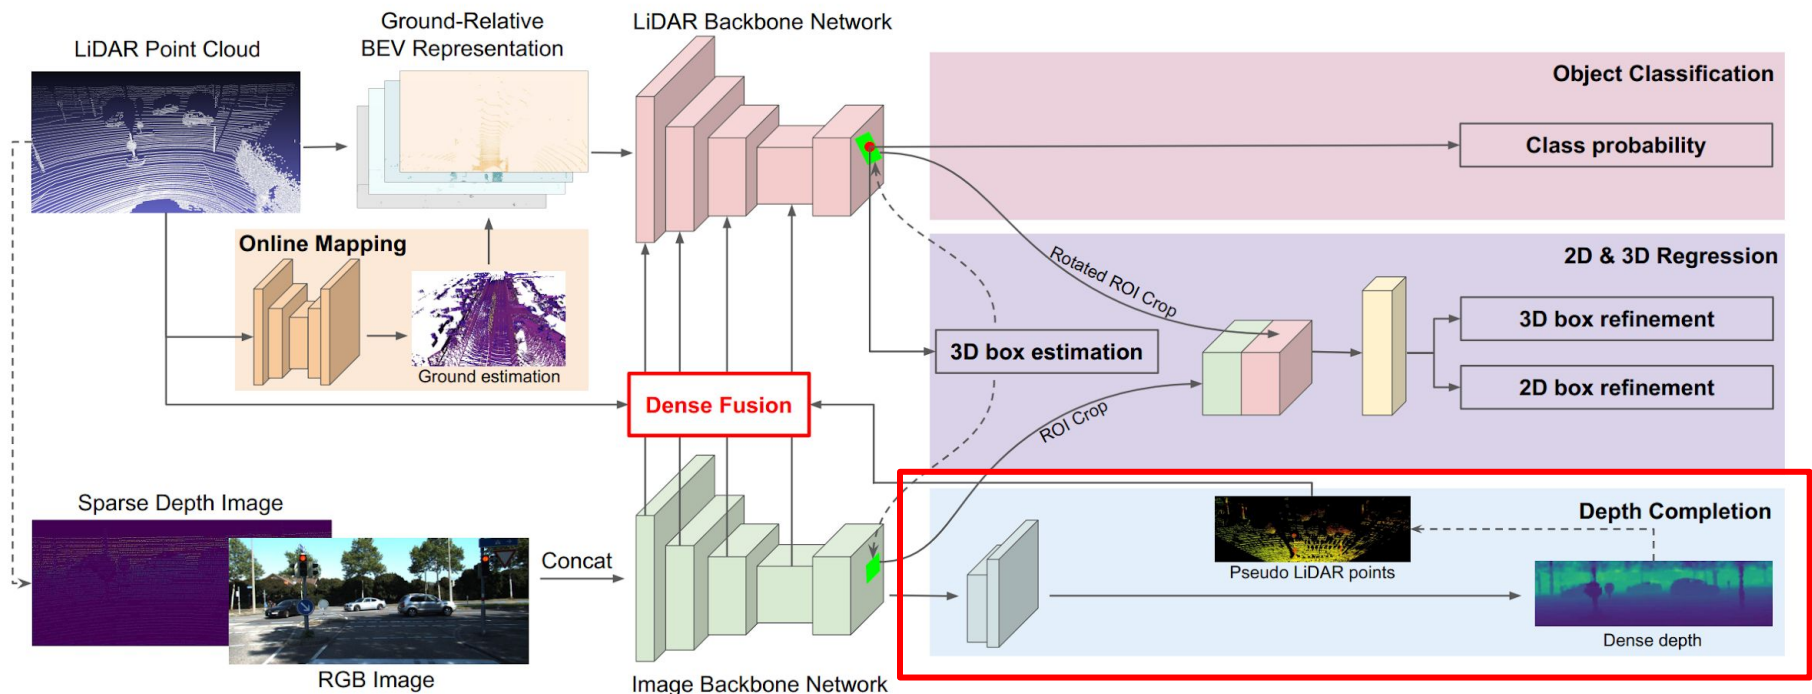 LiDAR Point Cloud
Ground-Relative
BEV Representation
LiDAR Backbone Network
Object Classification
Class probability
Online Mapping
Ground estimation
2D & 3D Regression
Rotated ROI Crop
3D box estimation
3D box refinement
2D box refinement
Dense Fusion
ROI Crop
Sparse Depth Image
Concat
RGB Image
Image Backbone Network
Depth Completion
Pseudo LiDAR points
Dense depth